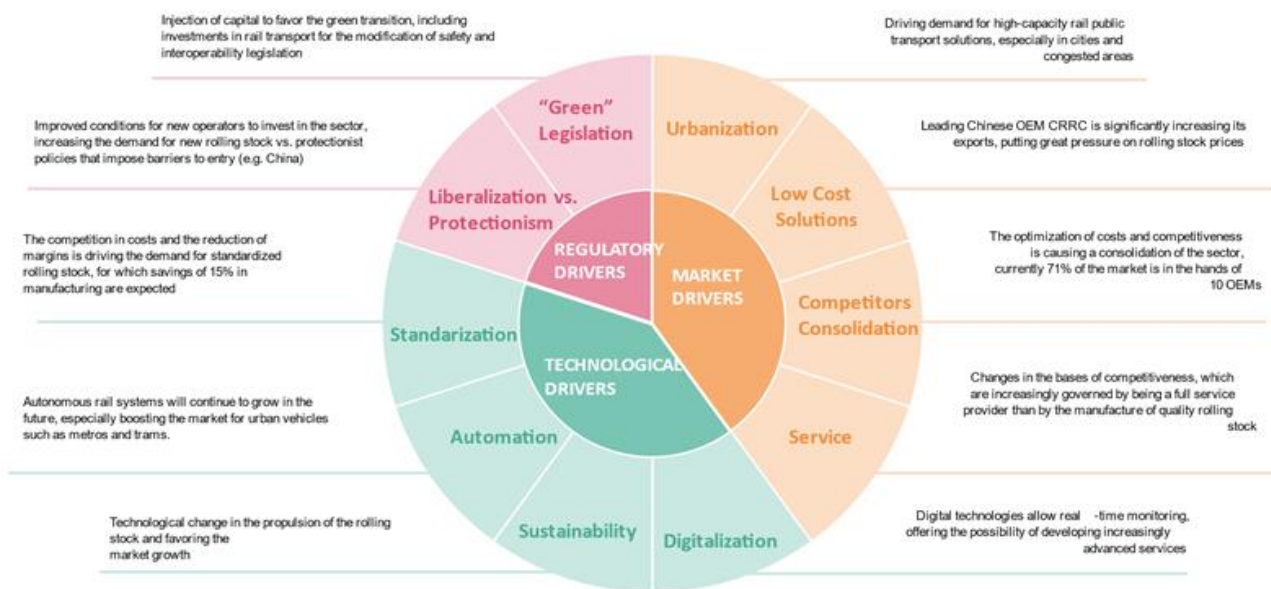 Injection of capital to favor the green transition, including
investments in rail transport for the modification of safety and
interoperability legislation
Driving demand for high-capacity rail public
transport solutions, especially in cities and
congested areas
“Green”
Legislation
Urbanization
Improved conditions for new operators to invest in the sector,
increasing the demand for new rolling stock vs. protectionist
policies that impose barriers to entry (e.g. China)
Leading Chinese OEM CRRC is significantly increasing its
exports, putting great pressure on rolling stock prices
Liberalization vs.
Protectionism
Low Cost
Solutions
REGULATORY
DRIVERS
MARKET
DRIVERS
The competition in costs and the reduction of
margins is driving the demand for standardized
rolling stock, for which savings of 15% in
manufacturing are expected
The optimization of costs and competitiveness
is causing a consolidation of the sector,
currently 71% of the market is in the hands of
10 OEMs
Standarization
Competitors
Consolidation
TECHNOLOGICAL
DRIVERS
Autonomous rail systems will continue to grow in the
future, especially boosting the market for urban vehicles
such as metros and trams.
Changes in the bases of competitiveness, which
are increasingly governed by being a full service
provider than by the manufacture of quality rolling
stock
Automation
Service
Technological change in the propulsion of the rolling
stock and favoring the
market growth
Sustainability
Digitalization
Digital technologies allow real -time monitoring,
offering the possibility of developing increasingly
advanced services